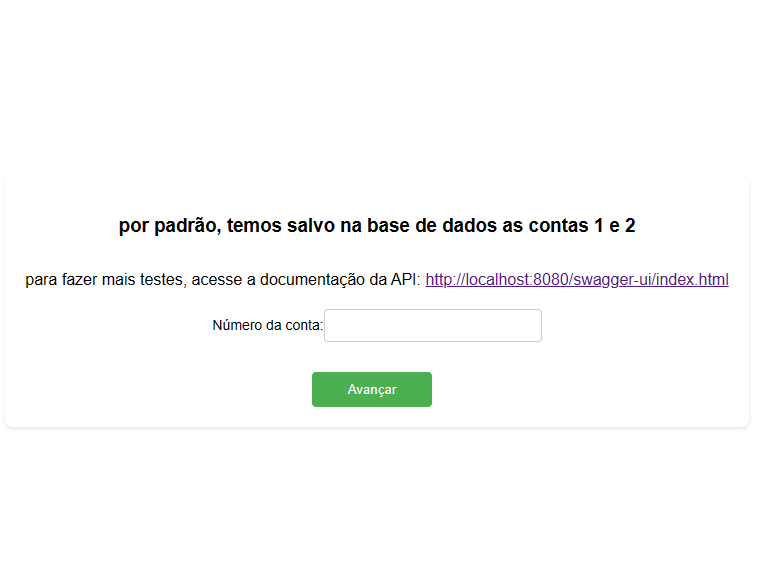 por padrão, temos salvo na base de dados as contas 1 e 2
para fazer mais testes, acesse a documentação da API: http://localhost:8080/swagger-ui/index.html
Número da conta:
Avançar